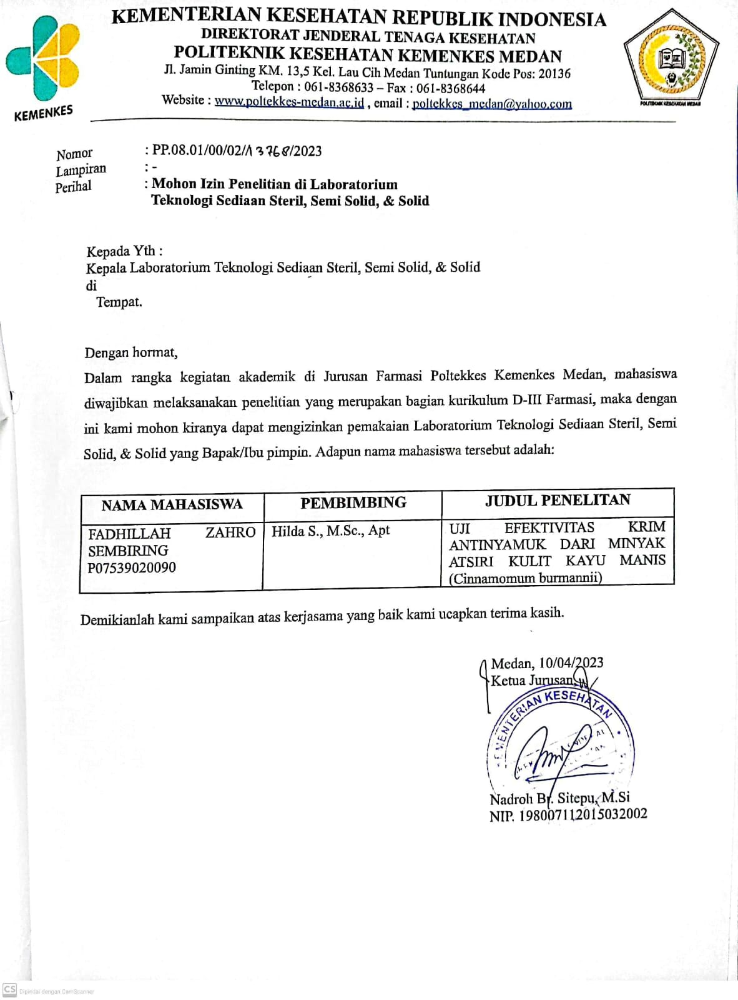 KEMENTERIAN KESEHATAN REPUBLIK INDONESIA
DIREKTORAT JENDERAL TENAGA KESEHATAN
POLITEKNIK KESEHATAN KEMENKES MEDAN
Jl. Jamin Ginting KM. 13,5 Kel. Lau Cih Medan Tuntungan Kode Pos: 20136
Telepon : 061-8368633 – Fax : 061-8368644
Website : www.poltekkes-medan.ac.id , email : poltekkes_medan@yahoo.com
KEMENKES
POLITEKNIK KESEHATAN MEDAN
Nomor : PP.08.01/00/02/13768/2023
Lampiran : -
Perihal : Mohon Izin Penelitian di Laboratorium
Teknologi Sediaan Steril, Semi Solid, & Solid
Kepada Yth :
Kepala Laboratorium Teknologi Sediaan Steril, Semi Solid, & Solid
di
Tempat.
Dengan hormat,
Dalam rangka kegiatan akademik di Jurusan Farmasi Poltekkes Kemenkes Medan, mahasiswa
diwajibkan melaksanakan penelitian yang merupakan bagian kurikulum D-III Farmasi, maka dengan
ini kami mohon kiranya dapat mengizinkan pemakaian Laboratorium Teknologi Sediaan Steril, Semi
Solid, & Solid yang Bapak/Ibu pimpin. Adapun nama mahasiswa tersebut adalah:
NAMA MAHASISWA PEMBIMBING JUDUL PENELITAN
FADHILLAH ZAHRO
SEMBIRING
P07539020090
Hilda S., M.Sc., Apt
UJI EFEKTIVITAS KRIM
ANTINYAMUK DARI MINYAK
ATSIRI KULIT KAYU MANIS
(Cinnamomum burmannii)
Demikianlah kami sampaikan atas kerjasama yang baik kami ucapkan terima kasih.
Medan, 10/04/2023
Ketua Jurusan,
KEMENTERIAN KESEHATAN
Nadroh Br. Sitepu, M.Si
NIP. 198007112015032002
CS Dipindai dengan CamScanner